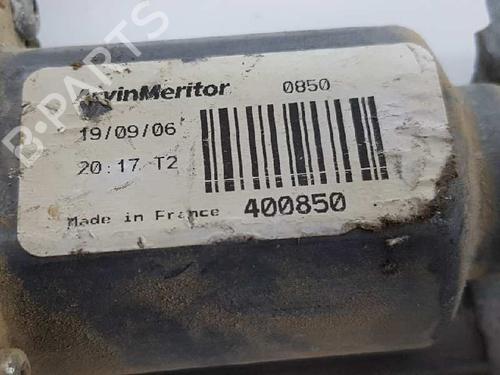 ArvinMeritor 0850
19/09/06
20:17 T2
Made in France 400850
B-PARTS